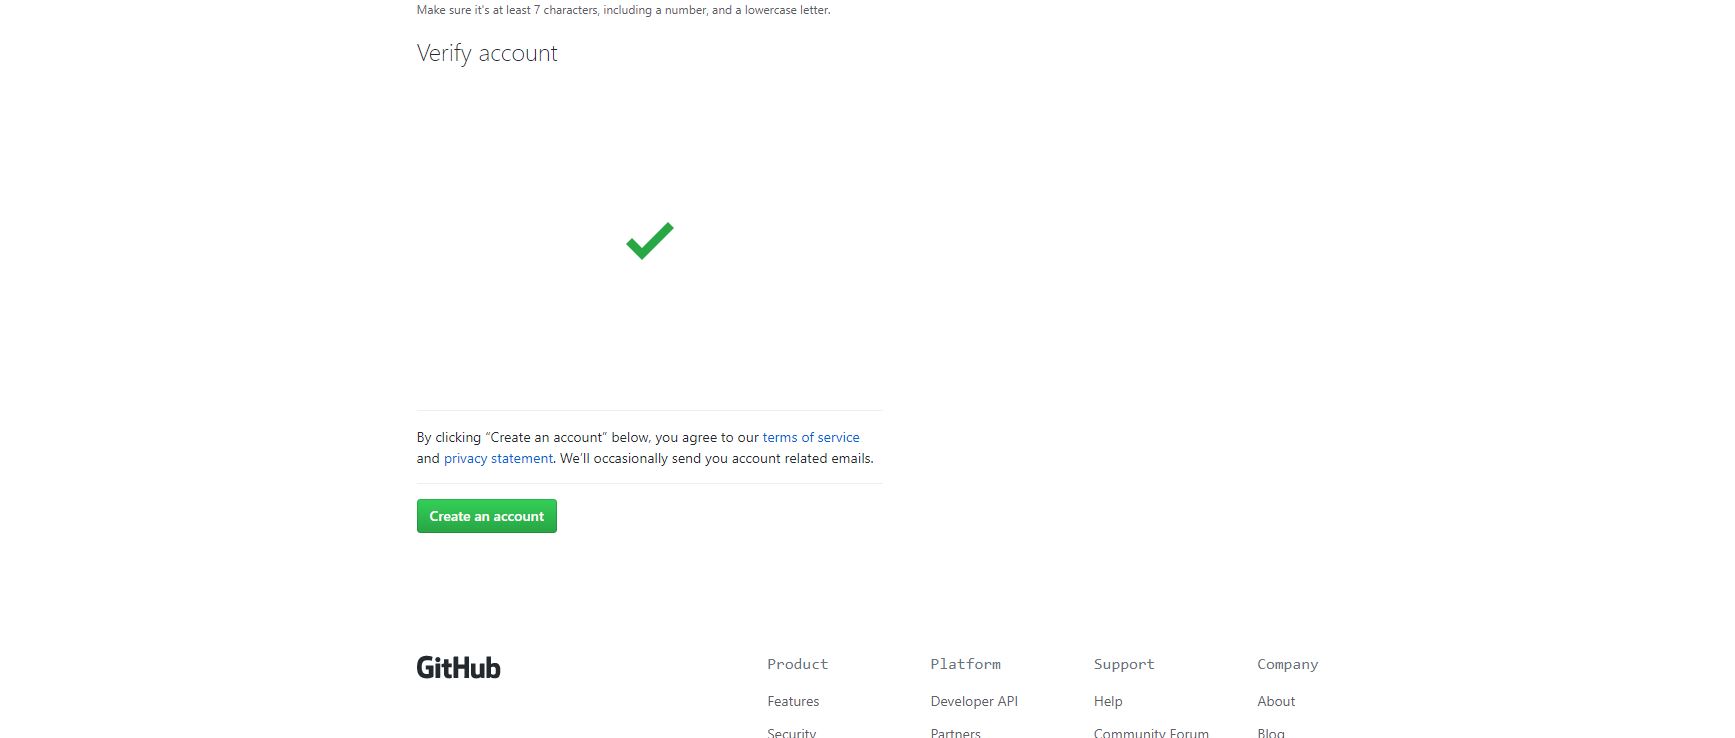 Make sure it's at least 7 characters, including a number, and a lowercase letter.
Verify account
By clicking “Create an account” below, you agree to our terms of service
and privacy statement. We’ll occasionally send you account related emails.
Create an account
GitHub
Product
Platform
Support
Company
Features
Developer API
Help
About
Security
Partners
Community Forum
Blog